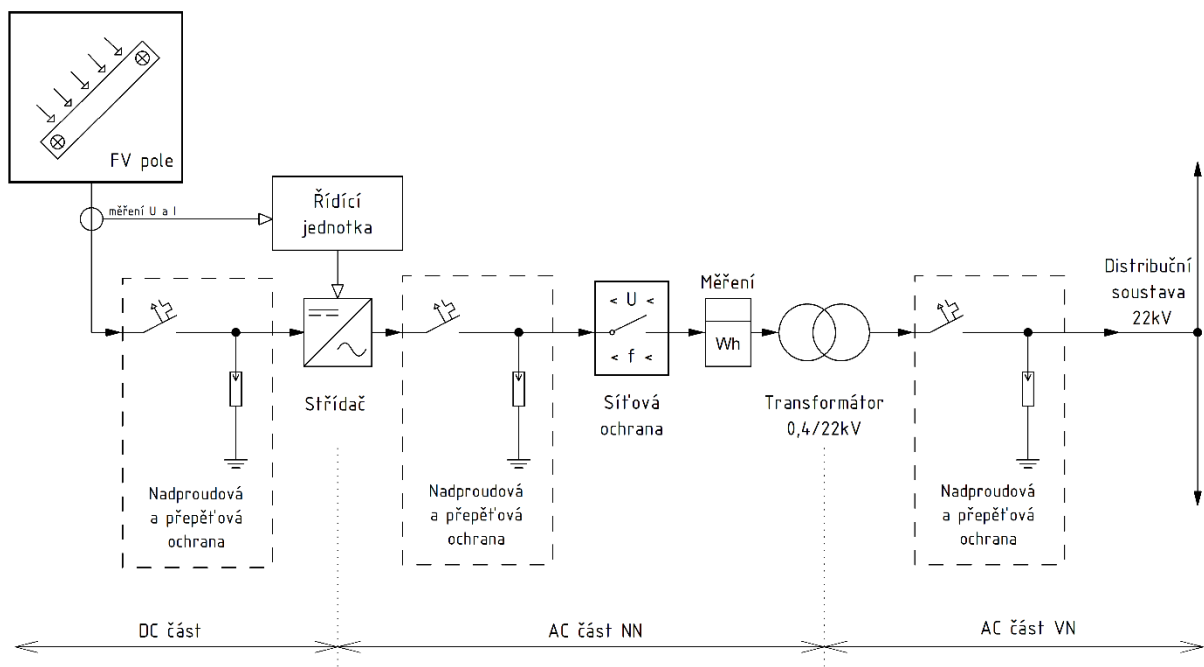 FV pole
měření U a I
Řídící
jednotka
Střídač
Nadproudová
a přepěťová
ochrana
Nadproudová
a přepěťová
ochrana
< U <
< f <
Síťová
ochrana
Měření
Wh
Transformátor
0,4/22kV
Nadproudová
a přepěťová
ochrana
Distribuční
soustava
22kV
DC část
AC část NN
AC část VN